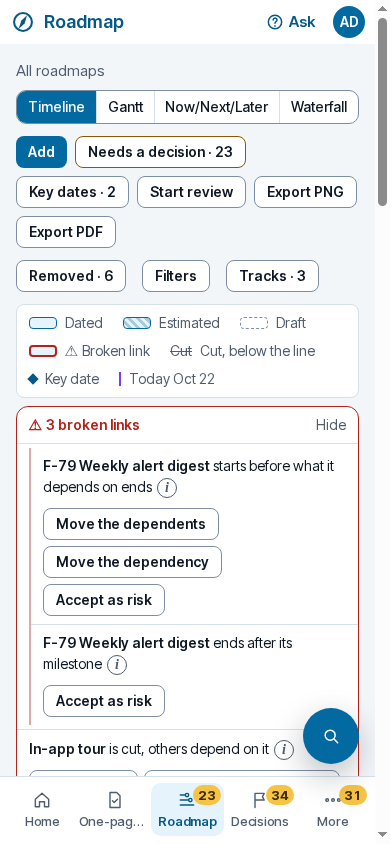 Roadmap
Ask
AD
All roadmaps
Timeline Gantt Now/Next/Later Waterfall
Add Needs a decision · 23
Key dates · 2 Start review Export PNG
Export PDF
Removed · 6 Filters Tracks · 3
Dated Estimated Draft
⚠ Broken link Cut Cut, below the line
Key date Today Oct 22
⚠ 3 broken links Hide
F-79 Weekly alert digest starts before what it
depends on ends i
Move the dependents
Move the dependency
Accept as risk
F-79 Weekly alert digest ends after its
milestone i
Accept as risk
In-app tour is cut, others depend on it i
23 34 31
Home One-pag… Roadmap Decisions More